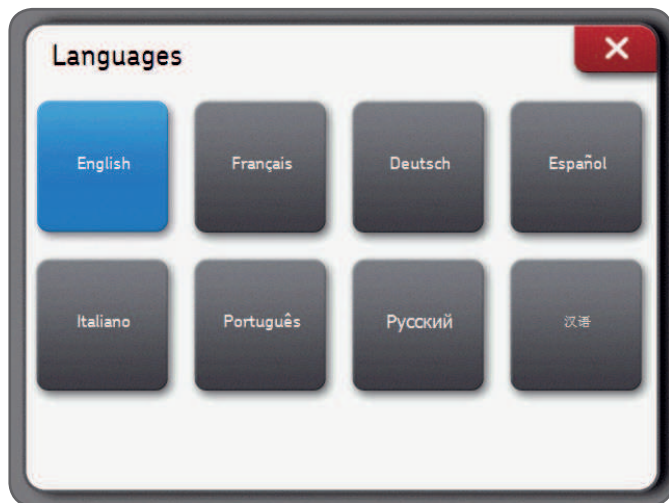 Languages
English Français Deutsch Español
Italiano Português Русский 汉语